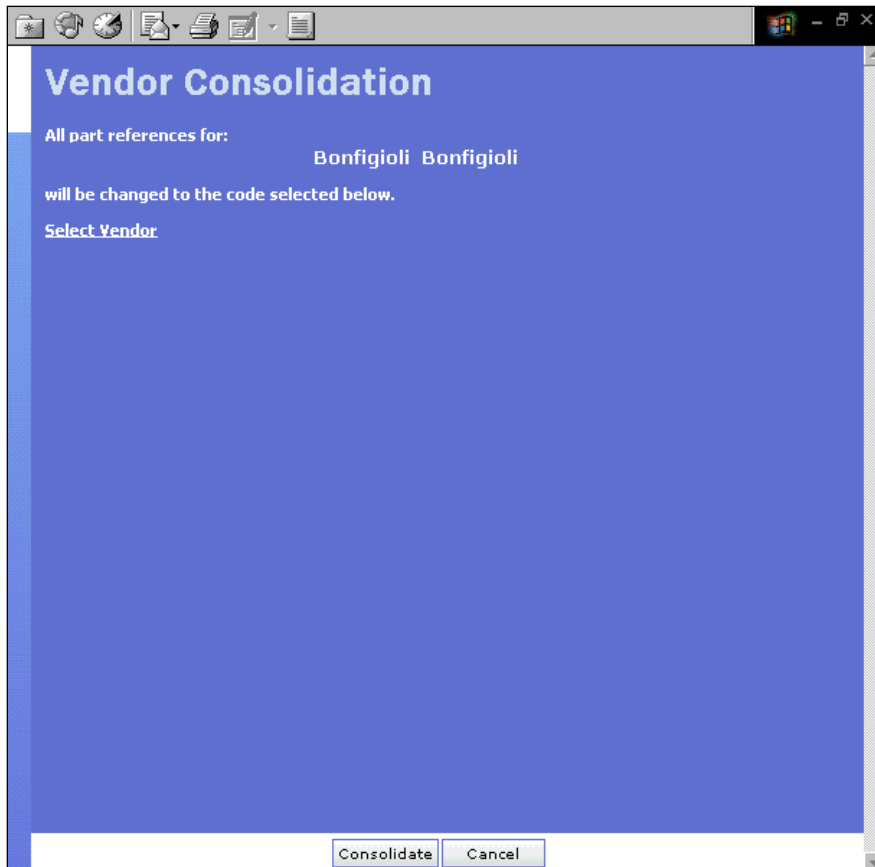 Vendor Consolidation
All part references for:
Bonfigioli Bonfigioli
will be changed to the code selected below.
Select Vendor
Consolidate Cancel